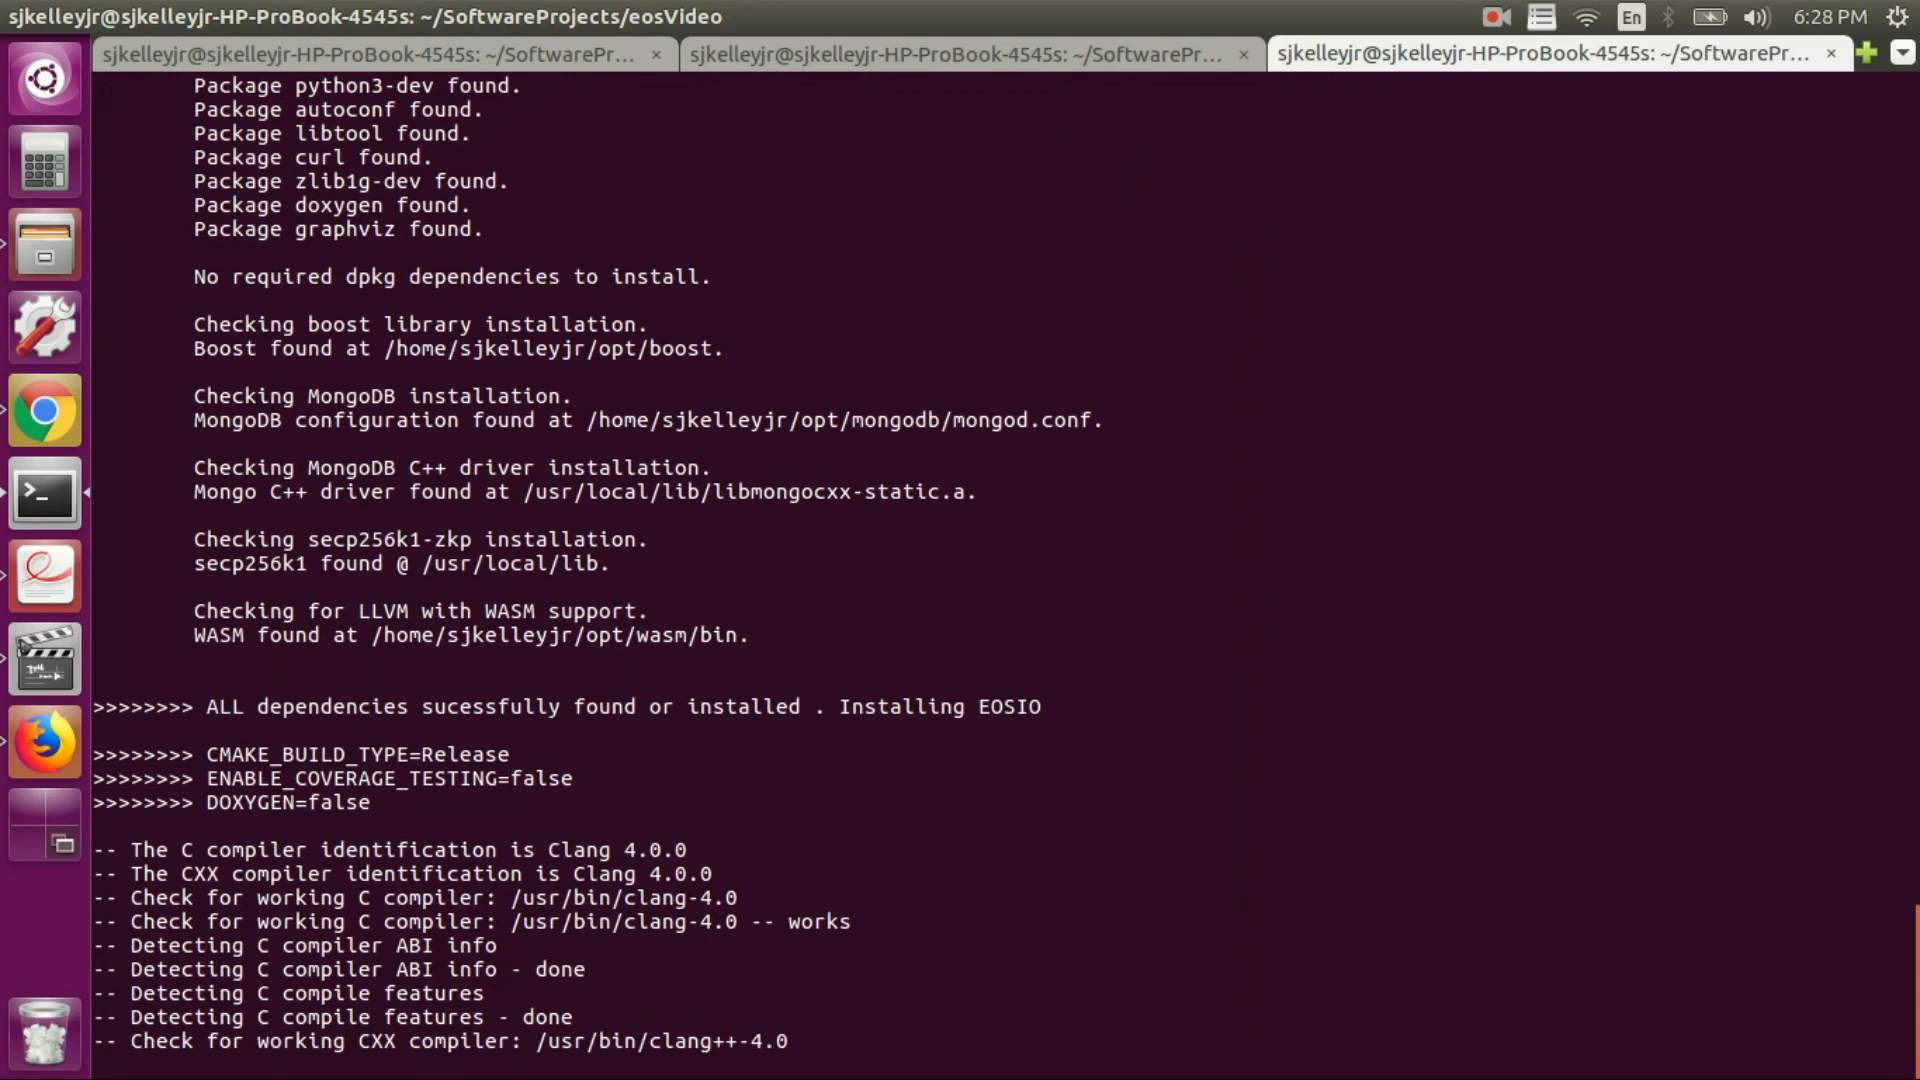 sjkelleyjr@sjkelleyjr-HP-ProBook-4545s: ~/SoftwareProjects/eosVideo
En
6:28 PM
sjkelleyjr@sjkelleyjr-HP-ProBook-4545s: ~/SoftwarePr... ×
sjkelleyjr@sjkelleyjr-HP-ProBook-4545s: ~/SoftwarePr... ×
sjkelleyjr@sjkelleyjr-HP-ProBook-4545s: ~/SoftwarePr... ×
Package python3-dev found.
Package autoconf found.
Package libtool found.
Package curl found.
Package zlib1g-dev found.
Package doxygen found.
Package graphviz found.
No required dpkg dependencies to install.
Checking boost library installation.
Boost found at /home/sjkelleyjr/opt/boost.
Checking MongoDB installation.
MongoDB configuration found at /home/sjkelleyjr/opt/mongodb/mongod.conf.
Checking MongoDB C++ driver installation.
Mongo C++ driver found at /usr/local/lib/libmongocxx-static.a.
Checking secp256k1-zkp installation.
secp256k1 found @ /usr/local/lib.
Checking for LLVM with WASM support.
WASM found at /home/sjkelleyjr/opt/wasm/bin.
>>>>>>>> ALL dependencies sucessfully found or installed . Installing EOSIO
>>>>>>>> CMAKE_BUILD_TYPE=Release
>>>>>>>> ENABLE_COVERAGE_TESTING=false
>>>>>>>> DOXYGEN=false
-- The C compiler identification is Clang 4.0.0
-- The CXX compiler identification is Clang 4.0.0
-- Check for working C compiler: /usr/bin/clang-4.0
-- Check for working C compiler: /usr/bin/clang-4.0 -- works
-- Detecting C compiler ABI info
-- Detecting C compiler ABI info - done
-- Detecting C compile features
-- Detecting C compile features - done
-- Check for working CXX compiler: /usr/bin/clang++-4.0